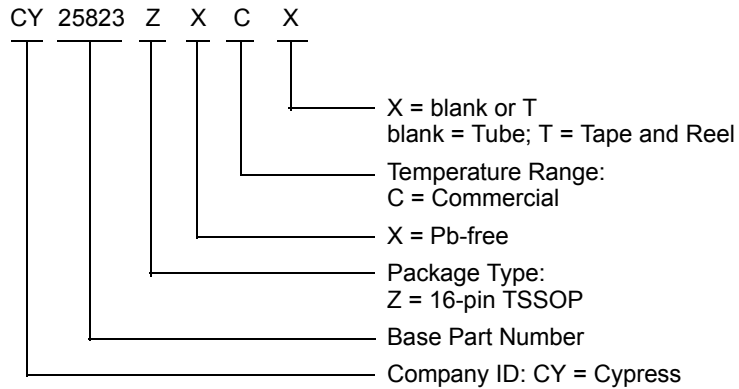 CY 25823 Z X C X
X = blank or T
blank = Tube; T = Tape and Reel
Temperature Range:
C = Commercial
X = Pb-free
Package Type:
Z = 16-pin TSSOP
Base Part Number
Company ID: CY = Cypress